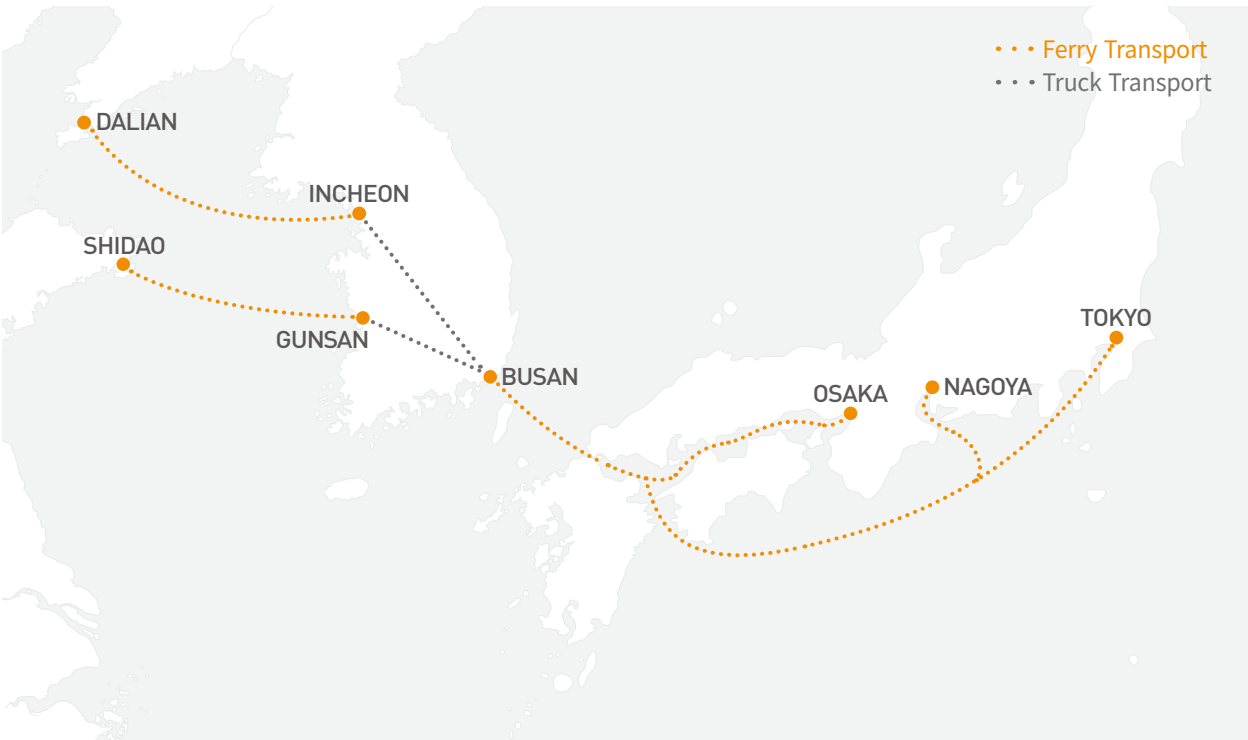 Ferry Transport
Truck Transport
DALIAN
INCHEON
SHIDAO
GUNSAN
BUSAN
TOKYO
OSAKA
NAGOYA